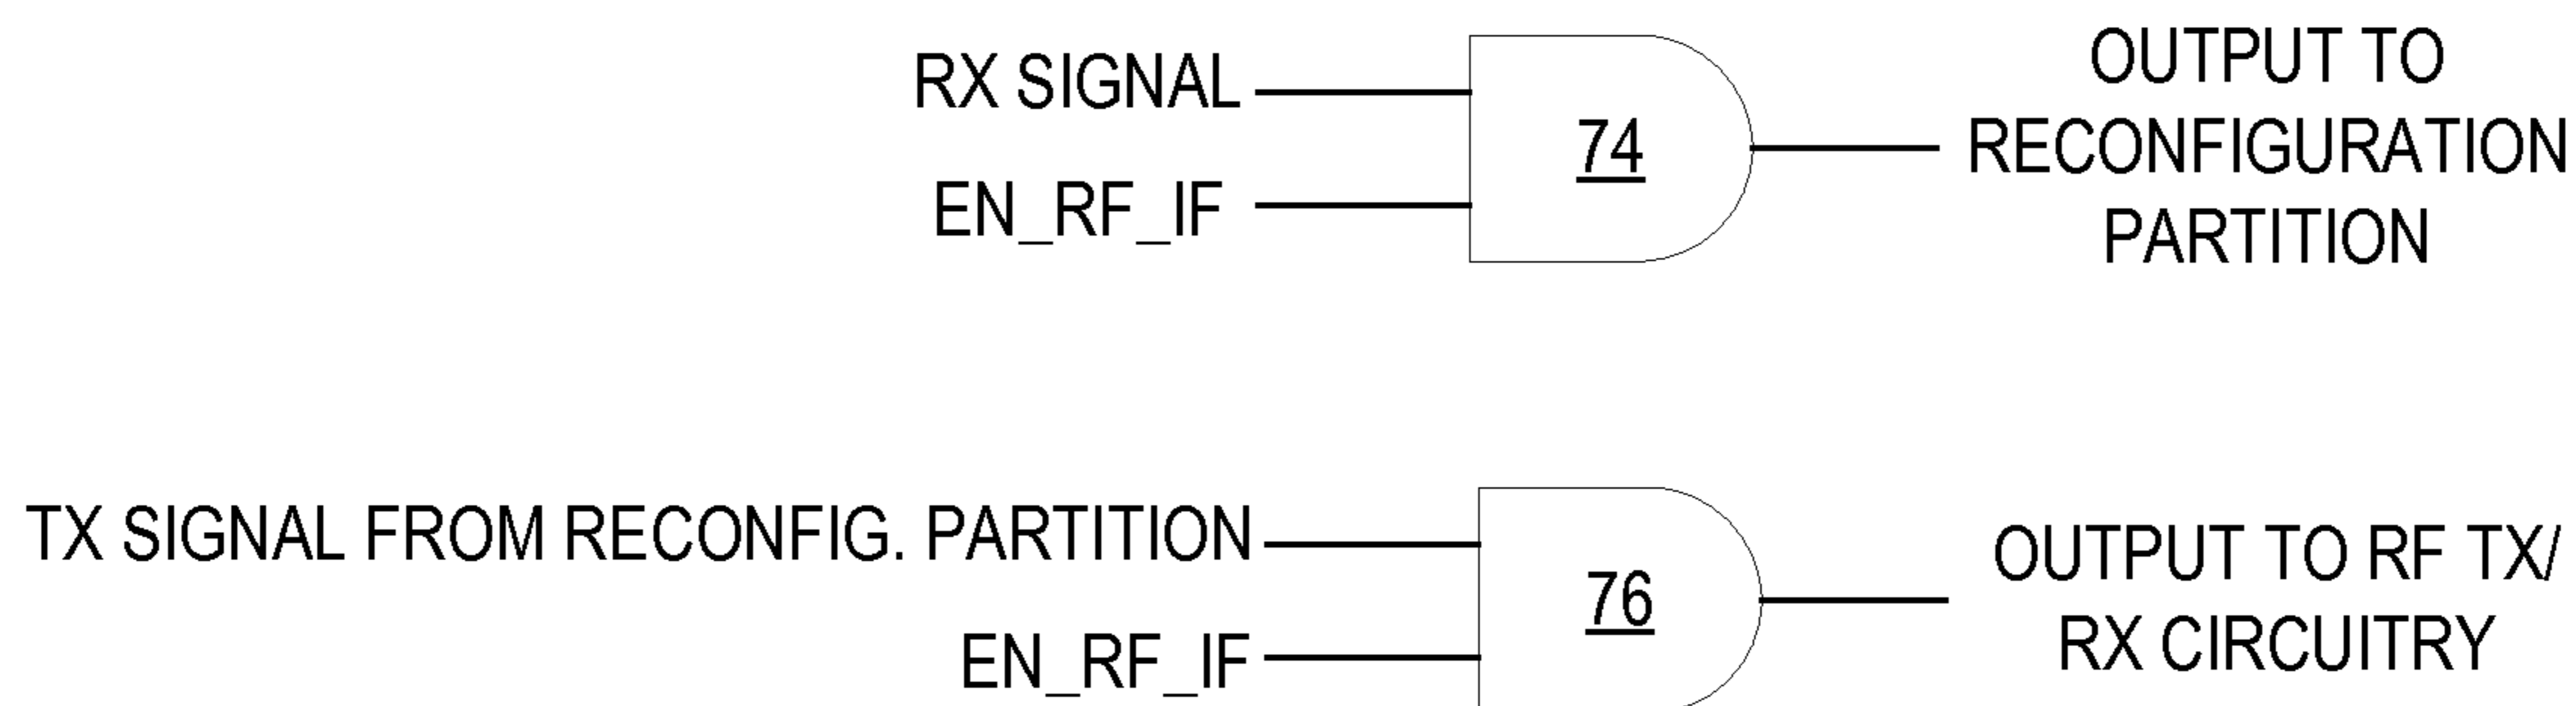 RX SIGNAL
EN_RF_IF
74
OUTPUT TO
RECONFIGURATION
PARTITION
TX SIGNAL FROM RECONFIG. PARTITION
EN_RF_IF
76
OUTPUT TO RF TX/
RX CIRCUITRY